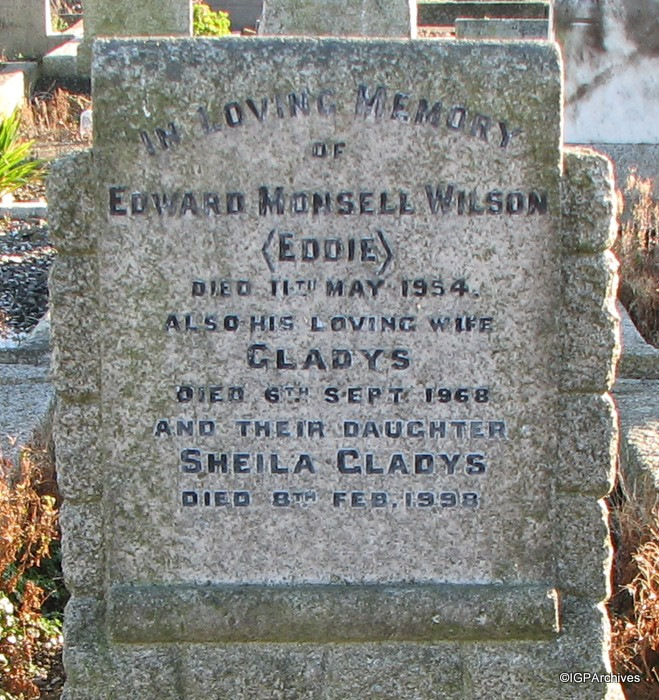 IN LOVING MEMORY
OF
EDWARD MONSELL WILSON
(EDDIE)
DIED 11TH MAY 1954.
ALSO HIS LOVING WIFE
GLADYS
DIED 6TH SEPT. 1968
AND THEIR DAUGHTER
SHEILA GLADYS
DIED 8TH FEB. 1998
©IGPArchives